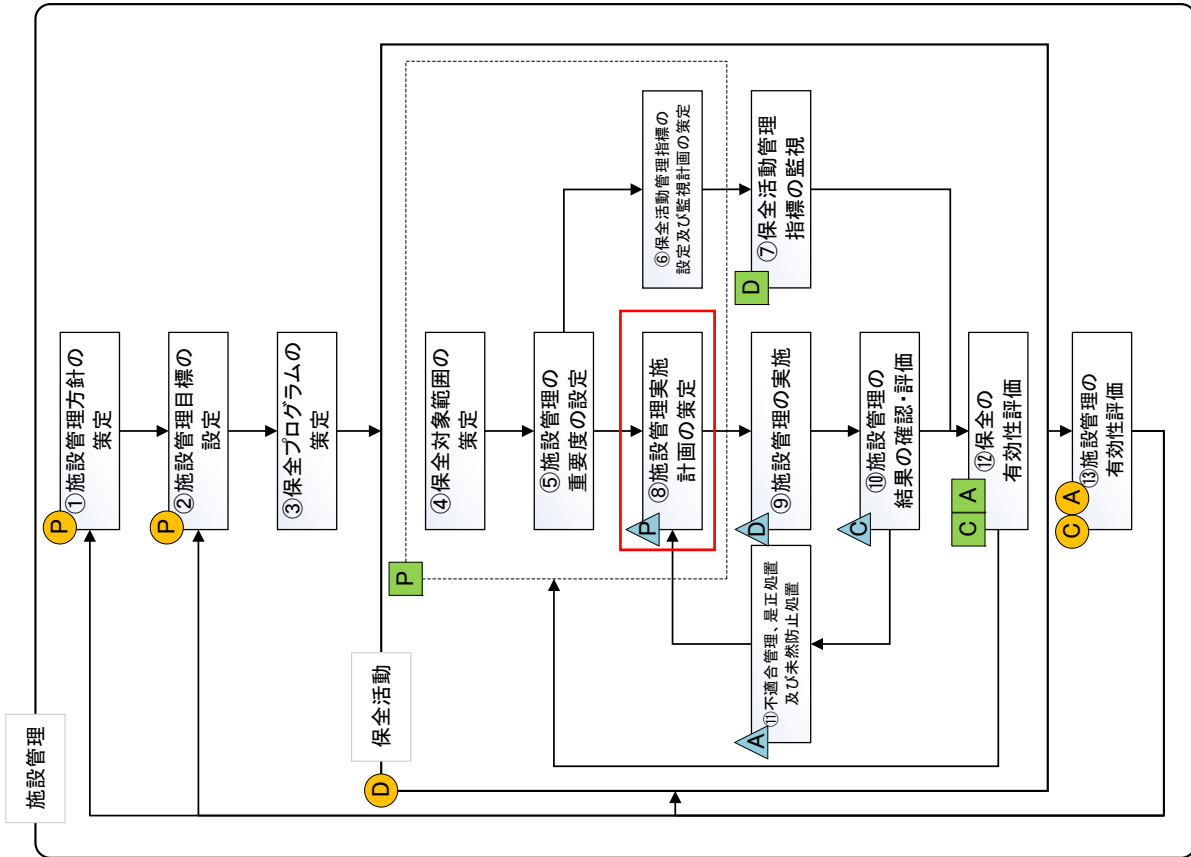 施設管理
P
①施設管理方針の
策定
P
②施設管理目標の
設定
③保全プログラムの
策定
D
保全活動
P
④保全対象範囲の
策定
⑤施設管理の
重要度の設定
⑥保全活動管理指標の
設定及び監視計画の策定
D
⑦保全活動管理
指標の監視
P
⑧施設管理実施
計画の策定
D
⑨施設管理の実施
C
⑩施設管理の
結果の確認・評価
A
⑪不適合管理、是正処置
及び未然防止処置
C A
⑫保全の
有効性評価
C A
⑬施設管理の
有効性評価